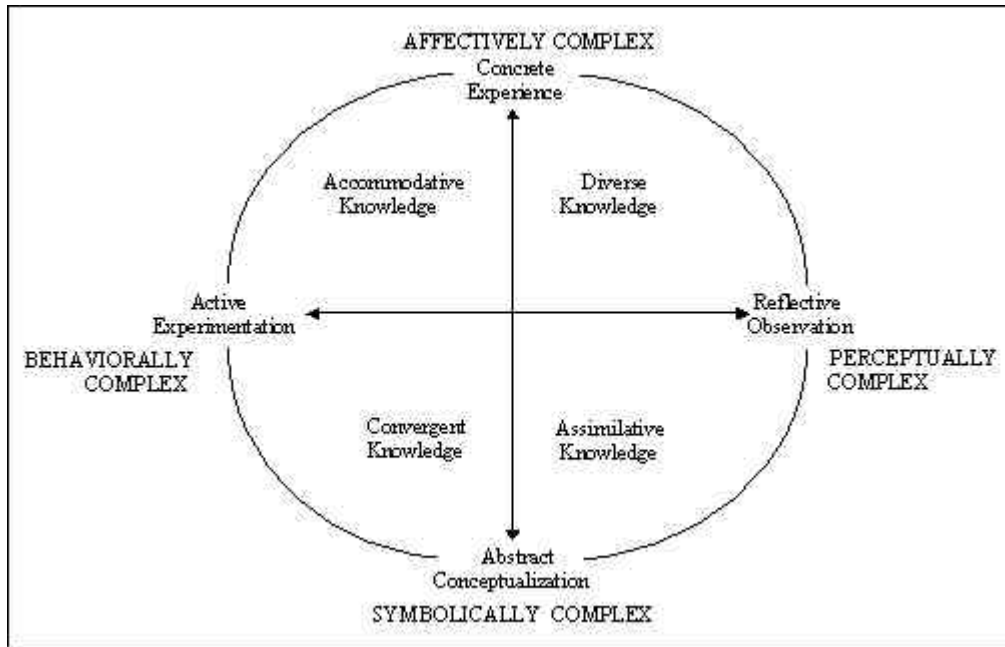 AFFECTIVELY COMPLEX
Concrete
Experience
Accommodative
Knowledge
Diverse
Knowledge
Active
Experimentation
Reflective
Observation
BEHAVIORALLY
COMPLEX
PERCEPTUALLY
COMPLEX
Convergent
Knowledge
Assimilative
Knowledge
Abstract
Conceptualization
SYMBOLICALLY COMPLEX